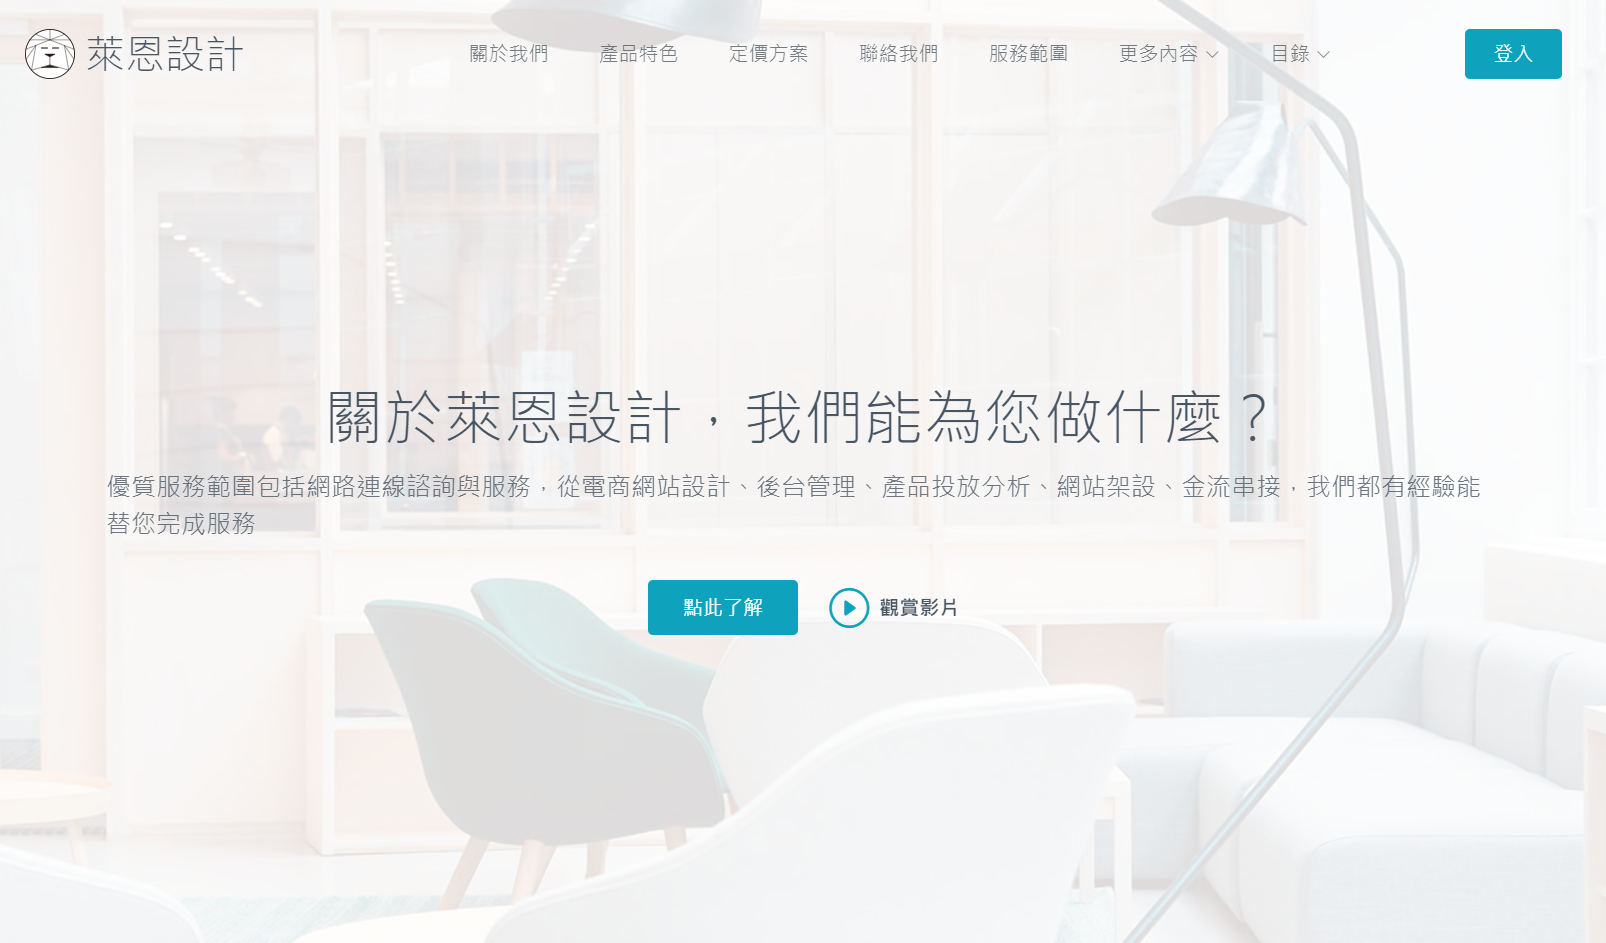 萊恩設計
關於我們
產品特色
定價方案
聯絡我們
服務範圍
更多內容
目錄
登入
關於萊恩設計，我們能為您做什麼？
優質服務範圍包括網路連線諮詢與服務，從電商網站設計、後台管理、產品投放分析、網站架設、金流串接，我們都有經驗能
替您完成服務
點此了解
觀賞影片